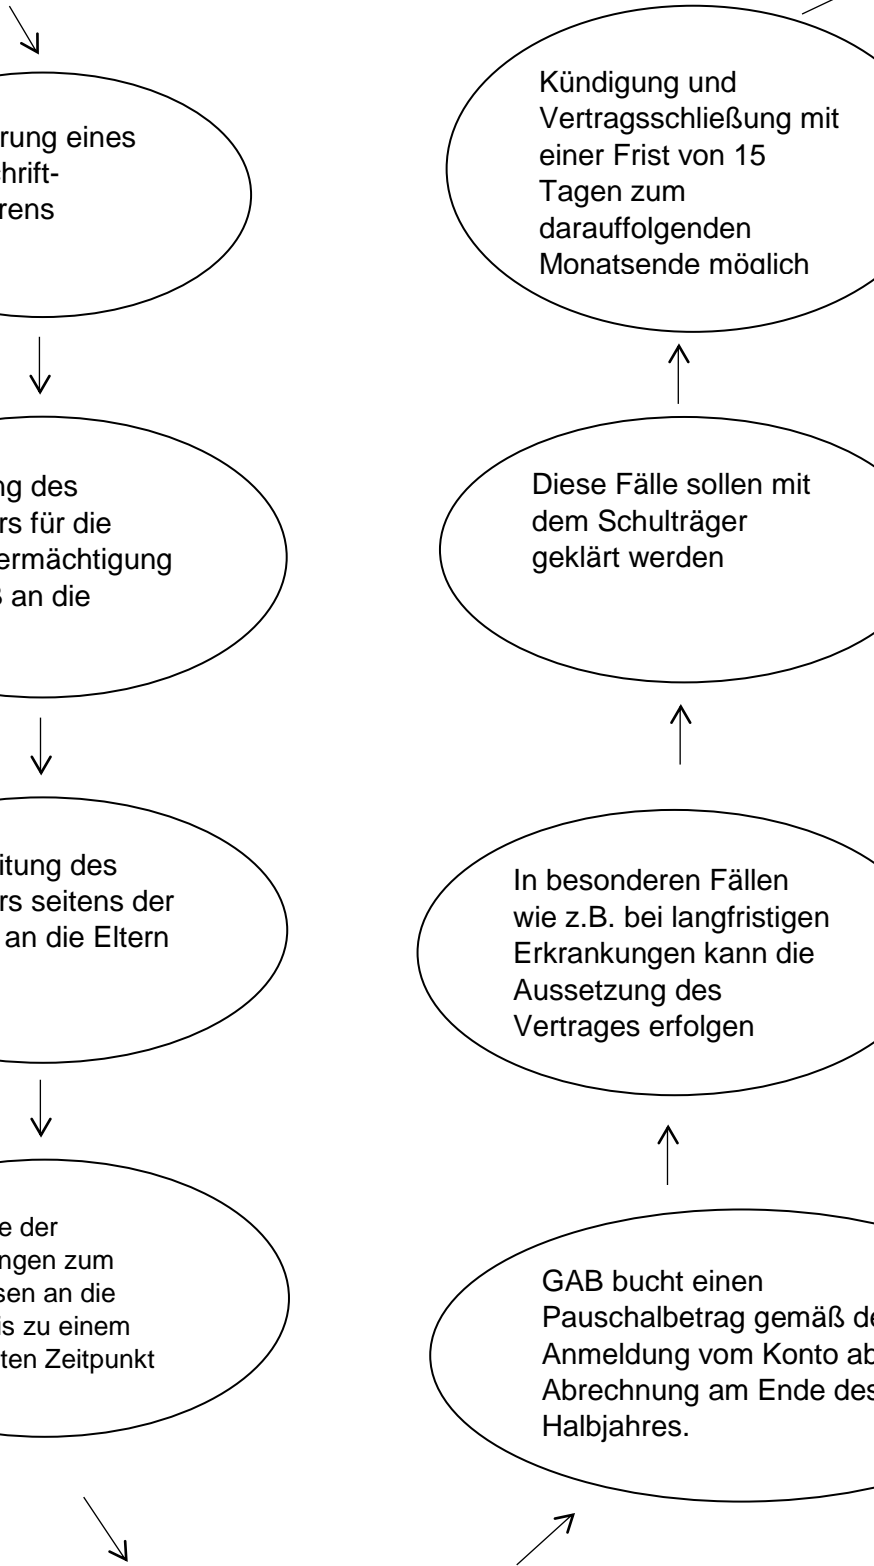 rung eines
hrift-
rens
ng des
rs für die
ermächtigung
an die
itung des
rs seitens der
an die Eltern
e der
ngen zum
sen an die
is zu einem
ten Zeitpunkt
Kündigung und
Vertragsschließung mit
einer Frist von 15
Tagen zum
darauffolgenden
Monatsende möglich
Diese Fälle sollen mit
dem Schulträger
geklärt werden
In besonderen Fällen
wie z.B. bei langfristigen
Erkrankungen kann die
Aussetzung des
Vertrages erfolgen
GAB bucht einen
Pauschalbetrag gemäß de
Anmeldung vom Konto ab
Abrechnung am Ende des
Halbjahres.